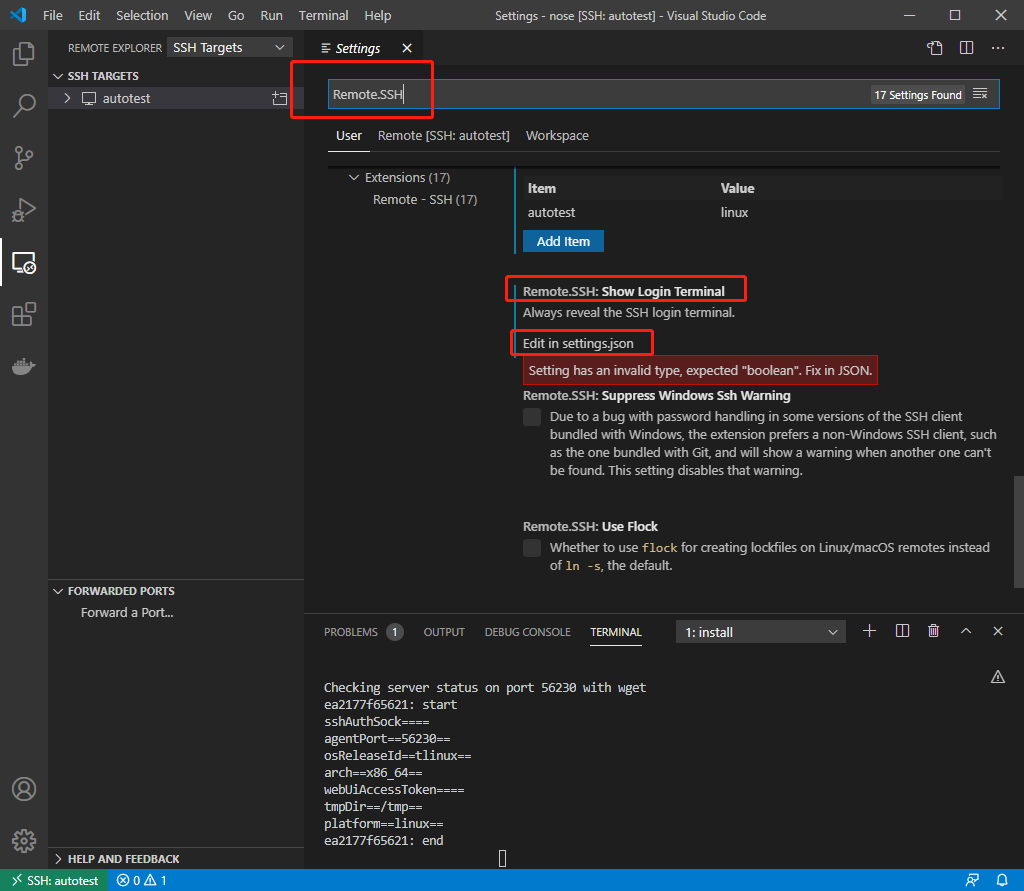 File Edit Selection View Go Run Terminal Help Settings - nose [SSH: autotest] - Visual Studio Code
REMOTE EXPLORER SSH Targets
Settings
SSH TARGETS
autotest
Remote.SSH
17 Settings Found
User Remote [SSH: autotest] Workspace
Extensions (17)
Remote - SSH (17)
Item Value
autotest linux
Add Item
Remote.SSH: Show Login Terminal
Always reveal the SSH login terminal.
Edit in settings.json
Setting has an invalid type, expected "boolean". Fix in JSON.
Remote.SSH: Suppress Windows Ssh Warning
Due to a bug with password handling in some versions of the SSH client
bundled with Windows, the extension prefers a non-Windows SSH client, such
as the one bundled with Git, and will show a warning when another one can't
be found. This setting disables that warning.
Remote.SSH: Use Flock
Whether to use flock for creating lockfiles on Linux/macOS remotes instead
of ln -s, the default.
FORWARDED PORTS
Forward a Port...
PROBLEMS 1 OUTPUT DEBUG CONSOLE TERMINAL 1: install
Checking server status on port 56230 with wget
ea2177f65621: start
sshAuthSock====
agentPort==56230==
osReleaseId==tlinux==
arch==x86_64==
webUiAccessToken====
tmpDir==/tmp==
platform==linux==
ea2177f65621: end
HELP AND FEEDBACK
SSH: autotest 0 1